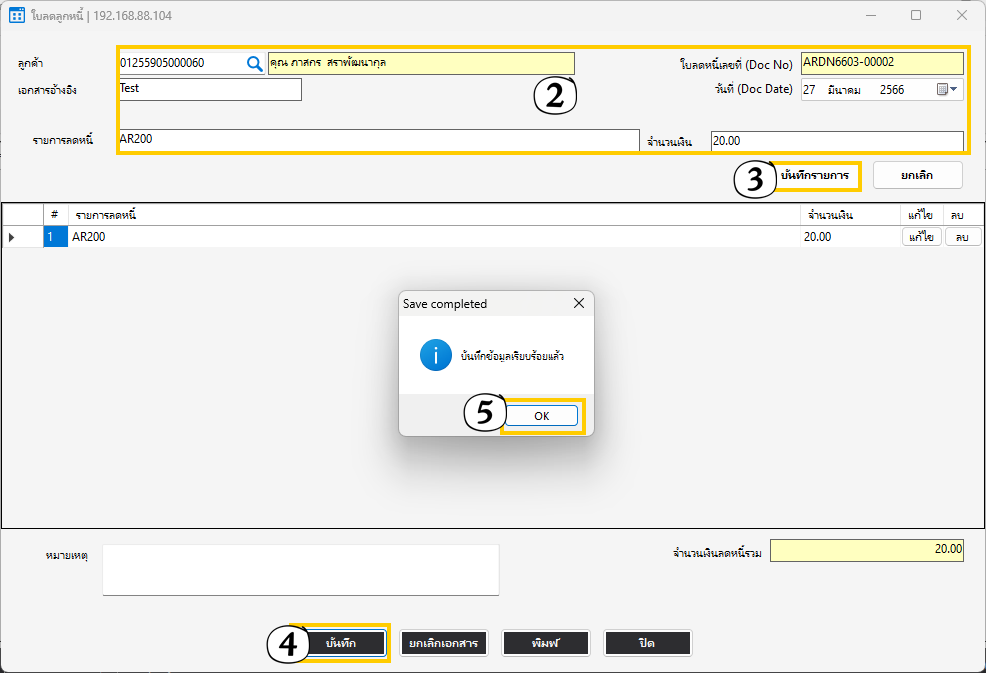 ใบลดลูกหนี้ | 192.168.88.104
ลูกค้า 01255905000060 คุณ ภาสกร สราพัฒนากุล ใบลดหนี้เลขที่ (Doc No) ARDN6603-00002
เอกสารอ้างอิง Test 2 วันที่ (Doc Date) 27 มีนาคม 2566
รายการลดหนี้ AR200 จำนวนเงิน 20.00
3 บันทึกรายการ ยกเลิก
# รายการลดหนี้ จำนวนเงิน แก้ไข ลบ
1 AR200 20.00 แก้ไข ลบ
Save completed
บันทึกข้อมูลเรียบร้อยแล้ว
5 OK
หมายเหตุ จำนวนเงินลดหนี้รวม 20.00
4 บันทึก ยกเลิกเอกสาร พิมพ์ ปิด